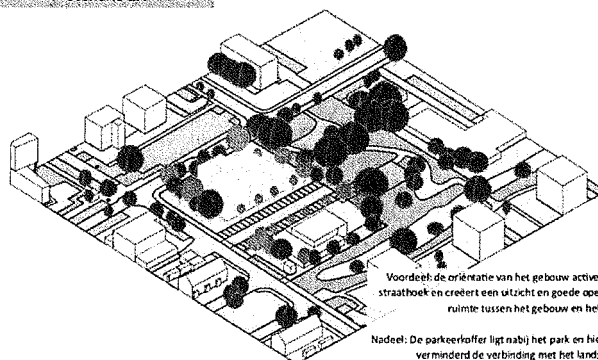 Voordeel: de oriëntatie van het gebouw active
straathoek en creëert een uitzicht en goede ope
ruimte tussen het gebouw en he
Nadeel: De parkeerkoffer ligt nabij het park en hie
verminderd de verbinding met het land